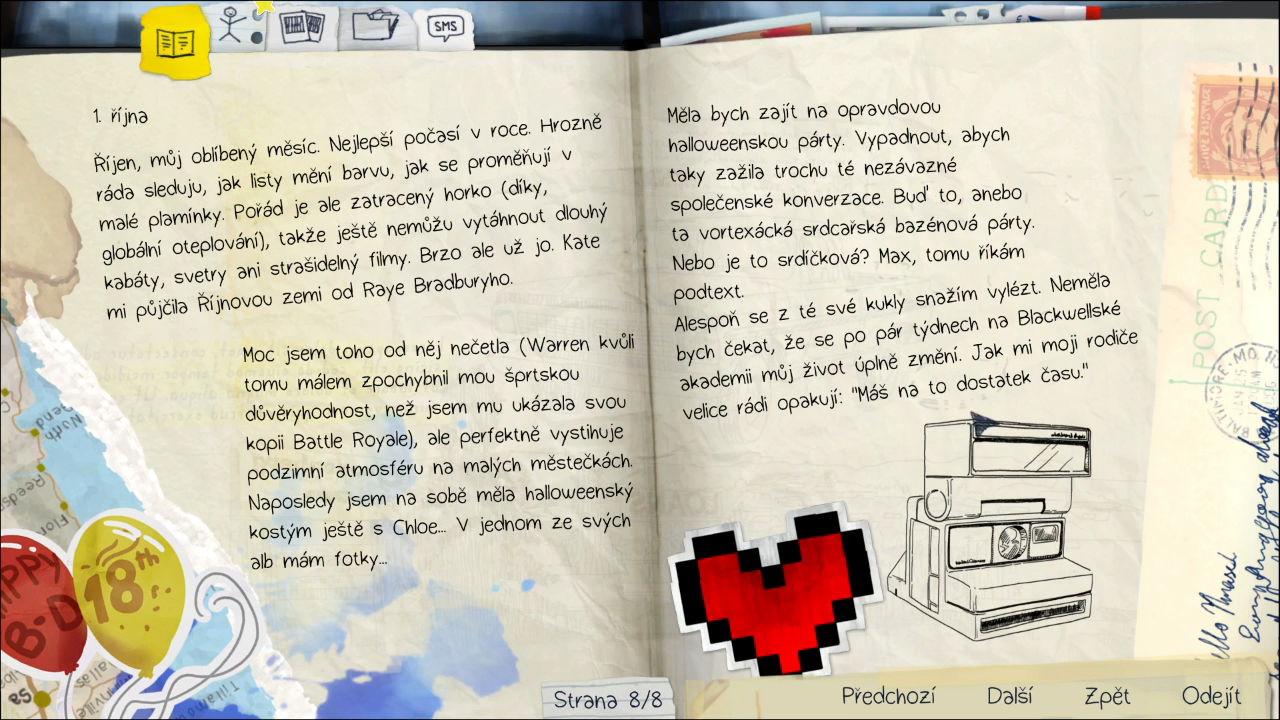 SMS
1. října
Říjen, můj oblíbený měsíc. Nejlepší počasí v roce. Hrozně
ráda sleduju, jak listy mění barvu, jak se proměňují v
malé plamínky. Pořád je ale zatracený horko (díky,
globální oteplování), takže ještě nemůžu vytáhnout dlouhý
kabáty, svetry ani strašidelný filmy. Brzo ale už jo. Kate
mi půjčila Říjnovou zemi od Raye Bradburyho.
Moc jsem toho od něj nečetla (Warren kvůli
tomu málem zpochybnil mou šprtskou
důvěryhodnost, než jsem mu ukázala svou
kopii Battle Royale), ale perfektně vystihuje
podzimní atmosféru na malých městečkách.
Naposledy jsem na sobě měla halloweenský
kostým ještě s Chloe... V jednom ze svých
alb mám fotky...
HAPPY
B-D
18th
North
Bend
Reeds
Flor
Měla bych zajít na opravdovou
halloweenskou párty. Vypadnout, abych
taky zažila trochu té nezávazné
společenské konverzace. Buď to, anebo
ta vortexácká srdcařská bazénová párty.
Nebo je to srdíčková? Max, tomu říkám
podtext.
Alespoň se z té své kukly snažím vylézt. Neměla
bych čekat, že se po pár týdnech na Blackwellské
akademii můj život úplně změní. Jak mi moji rodiče
velice rádi opakují: "Máš na to dostatek času."
POST CARD
BALTIMORE, MD.
Strana 8/8
Předchozí
Další
Zpět
Odejít